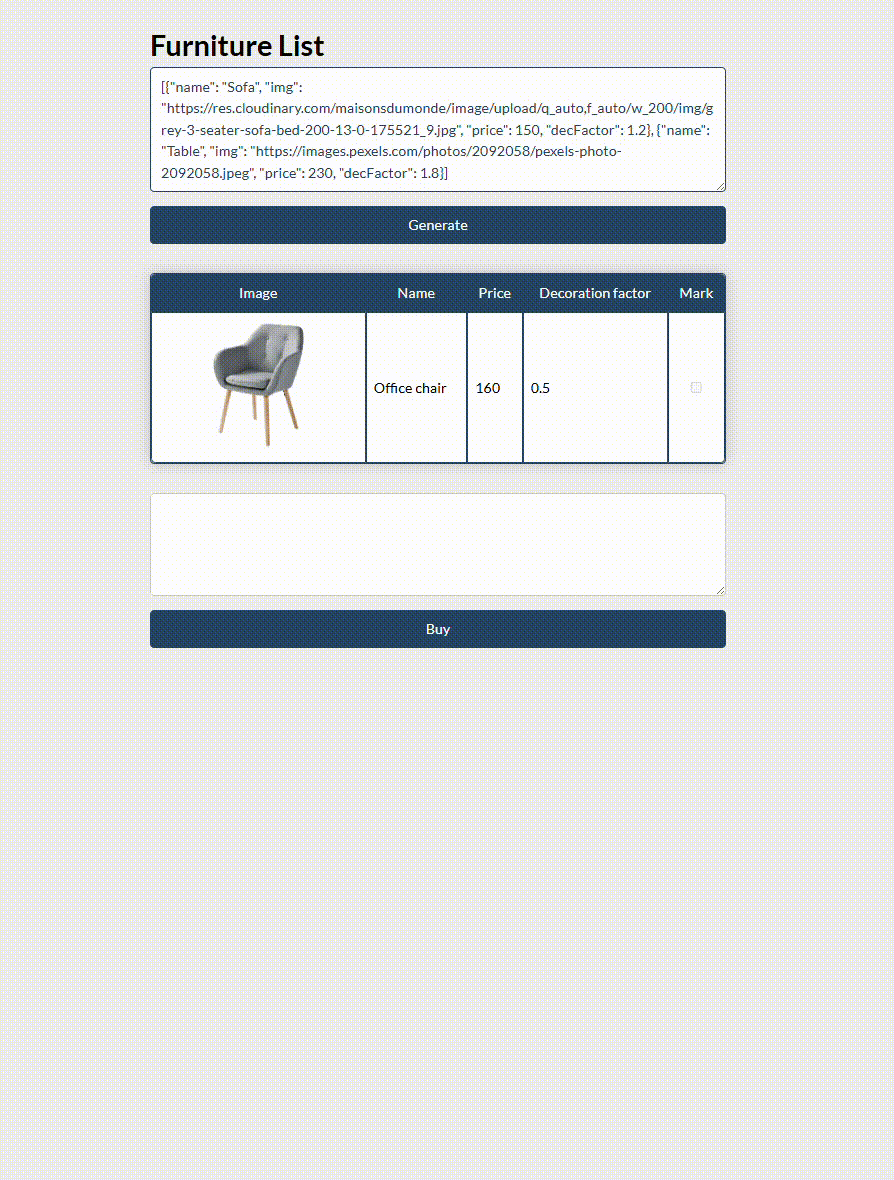 Furniture List
[{"name": "Sofa", "img":
"https://res.cloudinary.com/maisonsdumonde/image/upload/q_auto,f_auto/w_200/img/g
rey-3-seater-sofa-bed-200-13-0-175521_9.jpg", "price": 150, "decFactor": 1.2}, {"name":
"Table", "img": "https://images.pexels.com/photos/2092058/pexels-photo-
2092058.jpeg", "price": 230, "decFactor": 1.8}]
Generate
Image Name Price Decoration factor Mark
Office chair 160 0.5
Buy